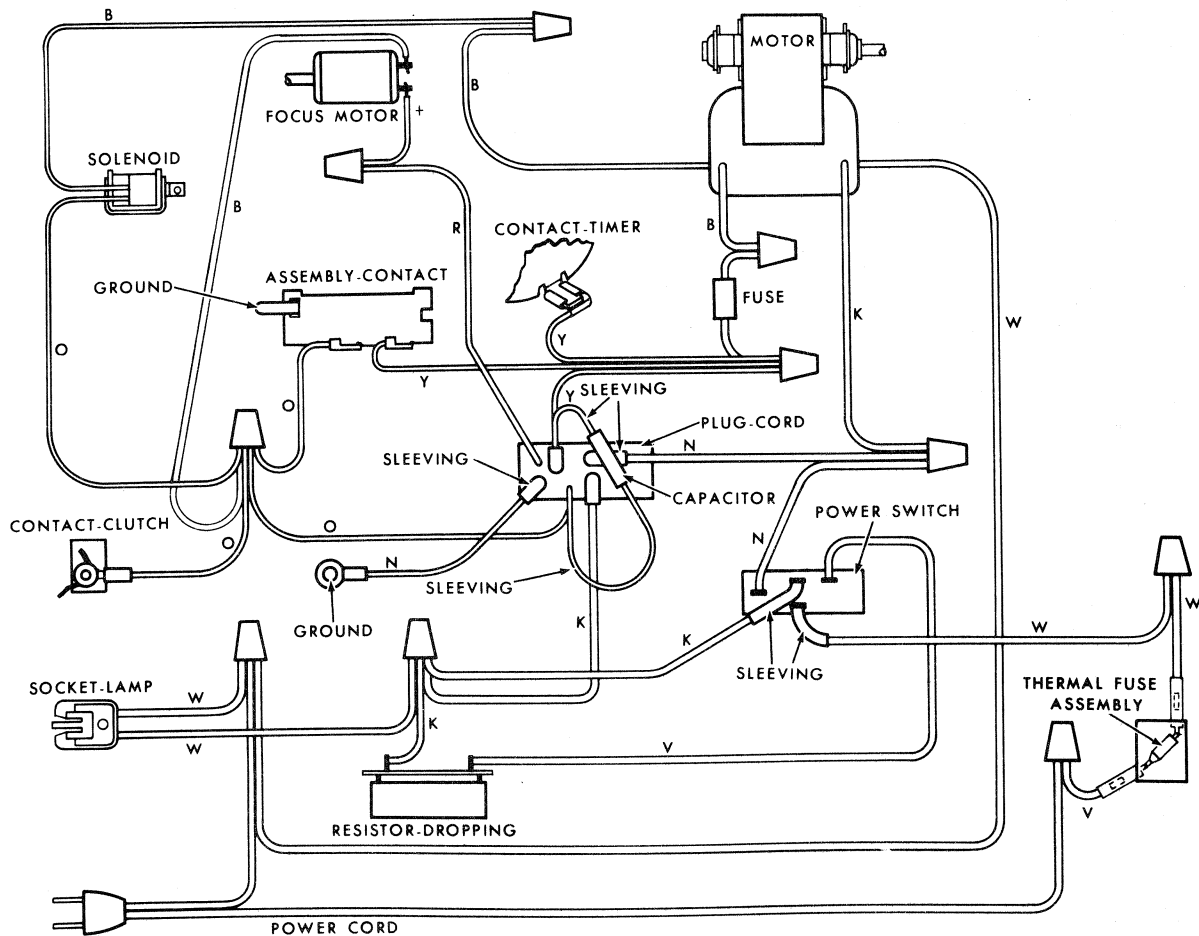 B
MOTOR
FOCUS MOTOR
+
B
SOLENOID
B
R
CONTACT-TIMER
B
ASSEMBLY-CONTACT
GROUND
FUSE
K
W
O
Y
Y
SLEEVING
O
Y
PLUG-CORD
N
SLEEVING
CAPACITOR
POWER SWITCH
CONTACT-CLUTCH
O
O
N
N
SLEEVING
GROUND
K
K
W
W
SLEEVING
SOCKET-LAMP
W
THERMAL FUSE
ASSEMBLY
K
W
V
RESISTOR-DROPPING
V
POWER CORD